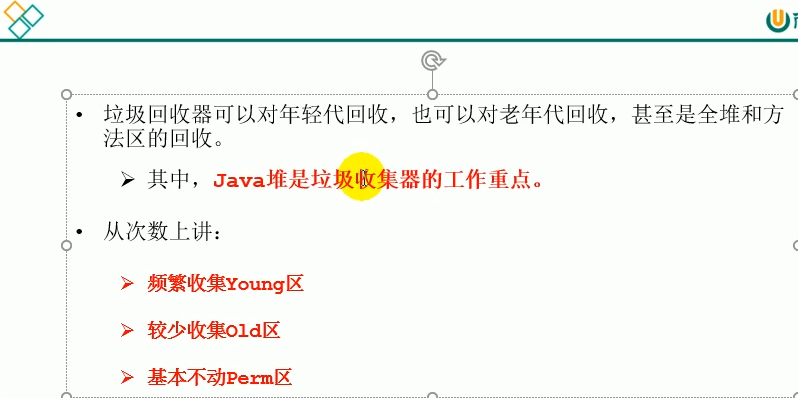 • 垃圾回收器可以对年轻代回收，也可以对老年代回收，甚至是全堆和方
法区的回收。
➢ 其中，Java堆是垃圾收集器的工作重点。
• 从次数上讲：
➢ 频繁收集Young区
➢ 较少收集Old区
➢ 基本不动Perm区